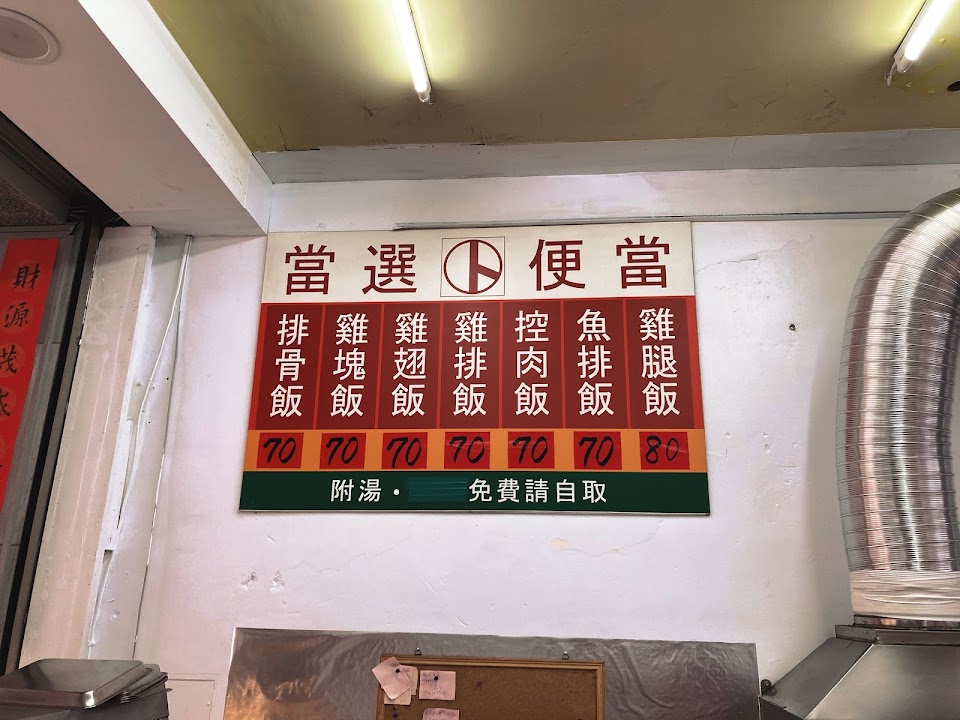 當選便當
雞腿飯
魚排飯
控肉飯
雞排飯
雞翅飯
雞塊飯
排骨飯
70 70 70 70 70 70 80
附湯・免費請自取
財源茂盛